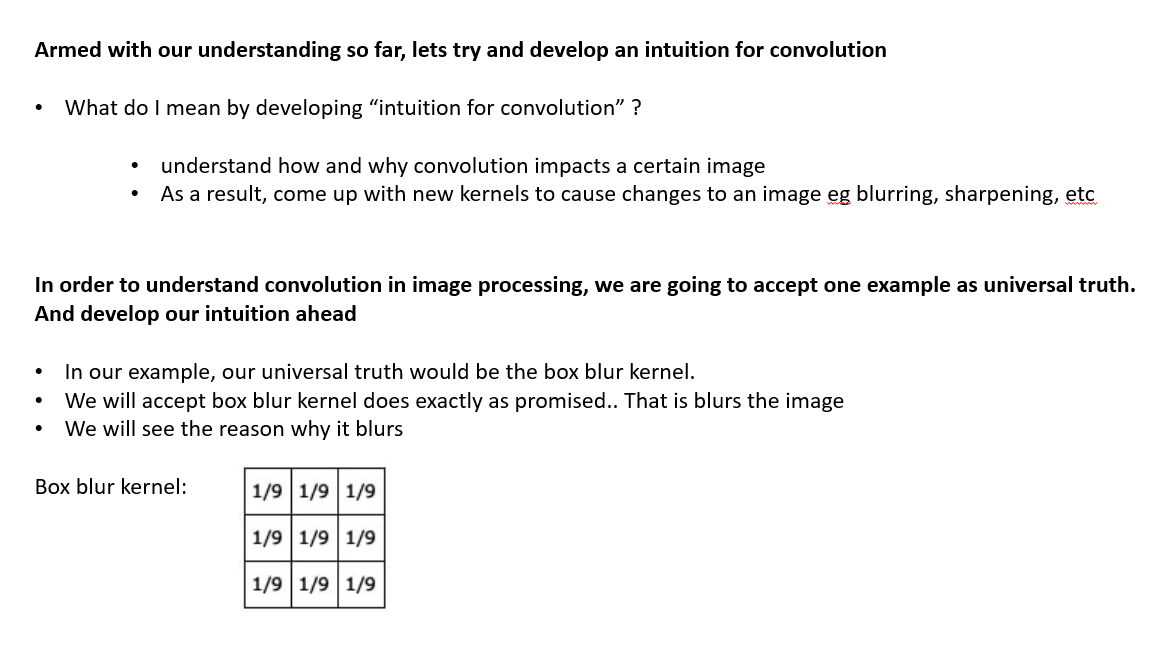 Armed with our understanding so far, lets try and develop an intuition for convolution
• What do I mean by developing “intuition for convolution” ?
• understand how and why convolution impacts a certain image
• As a result, come up with new kernels to cause changes to an image eg blurring, sharpening, etc
In order to understand convolution in image processing, we are going to accept one example as universal truth.
And develop our intuition ahead
• In our example, our universal truth would be the box blur kernel.
• We will accept box blur kernel does exactly as promised.. That is blurs the image
• We will see the reason why it blurs
Box blur kernel:
1/9 1/9 1/9
1/9 1/9 1/9
1/9 1/9 1/9